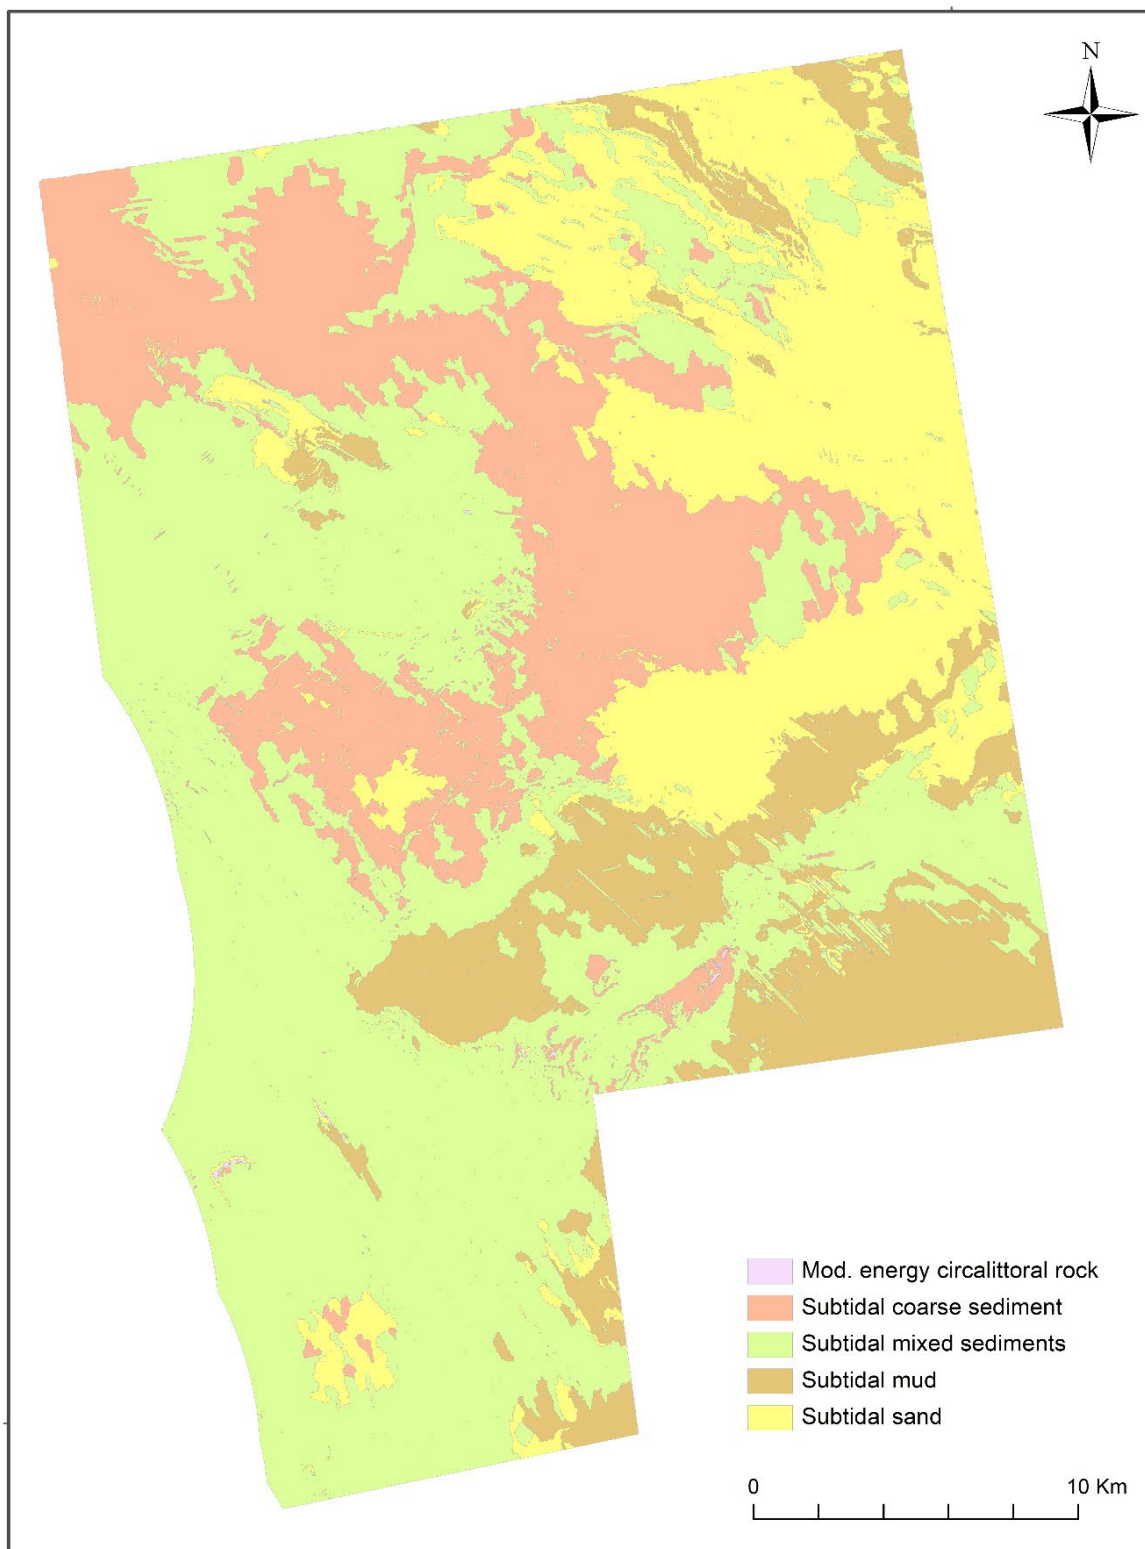 N
Mod. energy circalittoral rock
Subtidal coarse sediment
Subtidal mixed sediments
Subtidal mud
Subtidal sand
0 10 Km